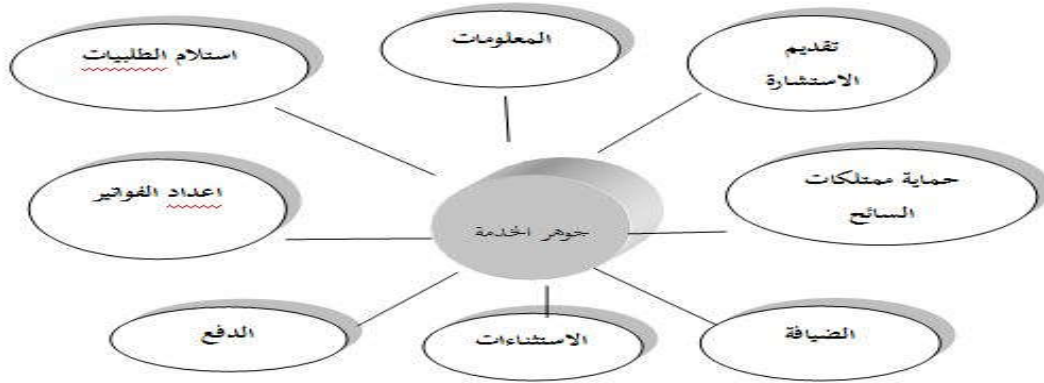 تقديم
الاستشارة
المعلومات
استلام الطلبيات
حماية ممتلكات
السائح
جوهر الخدمة
اعداد الفواتير
الضيافة
الاستثناءات
الدفع